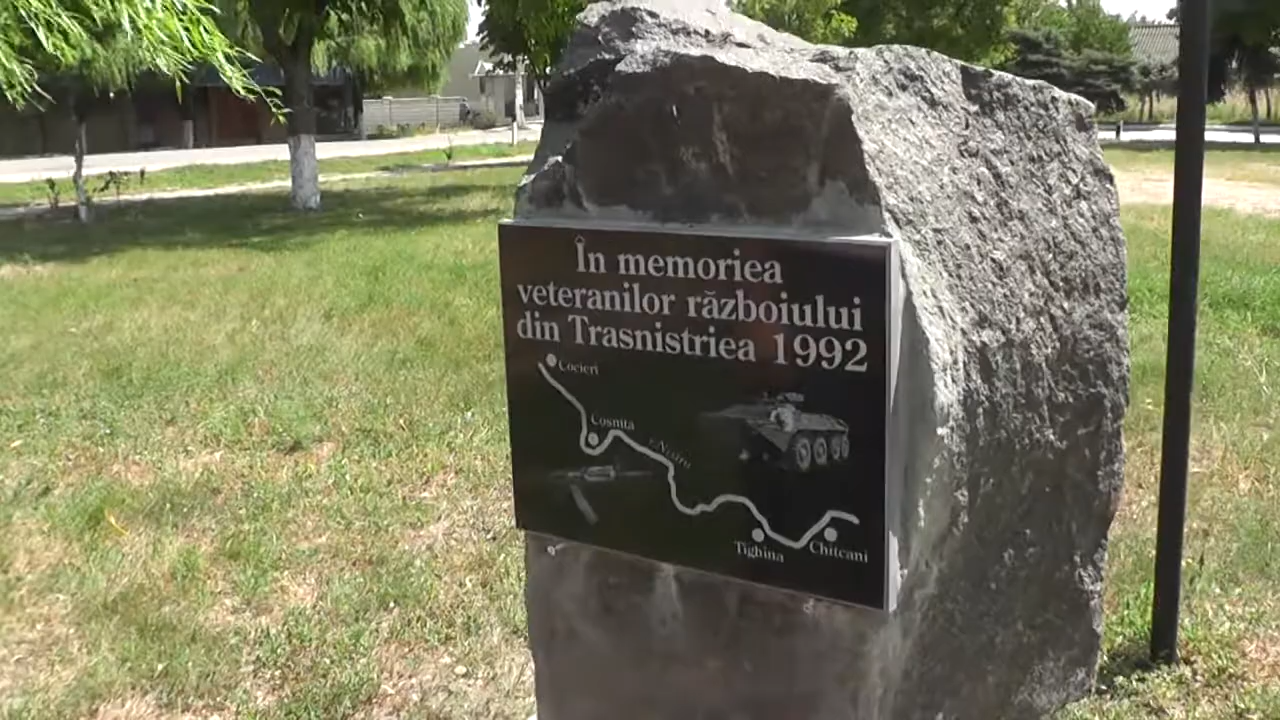 În memoriea
veteranilor războiului
din Trasnistriea 1992
Cocieri
Cosnita
r.Nistru
Tighina
Chitcani